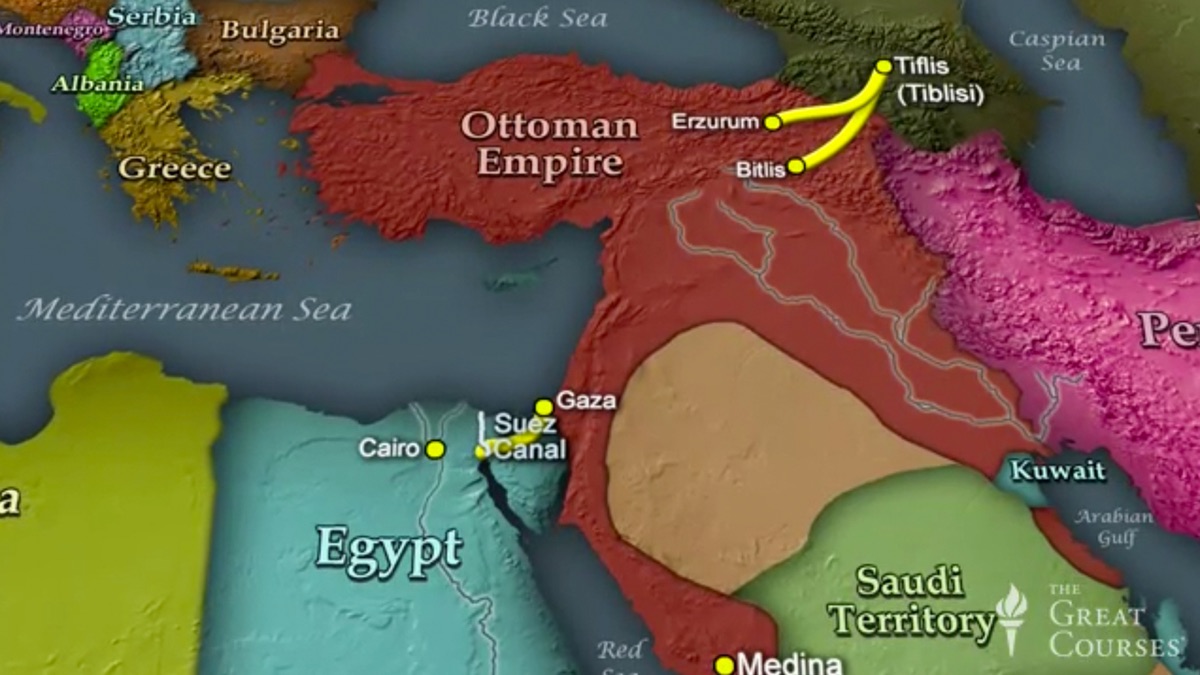 Black Sea
Montenegro
Serbia
Bulgaria
Caspian
Sea
Tiflis
(Tiblisi)
Albania
Ottoman
Empire
Erzurum
Greece
Bitlis
Mediterranean Sea
Pe
Gaza
Suez
Canal
Cairo
Kuwait
a
Arabian
Gulf
Egypt
Saudi
Territory
THE
GREAT
COURSES
Red
Medina